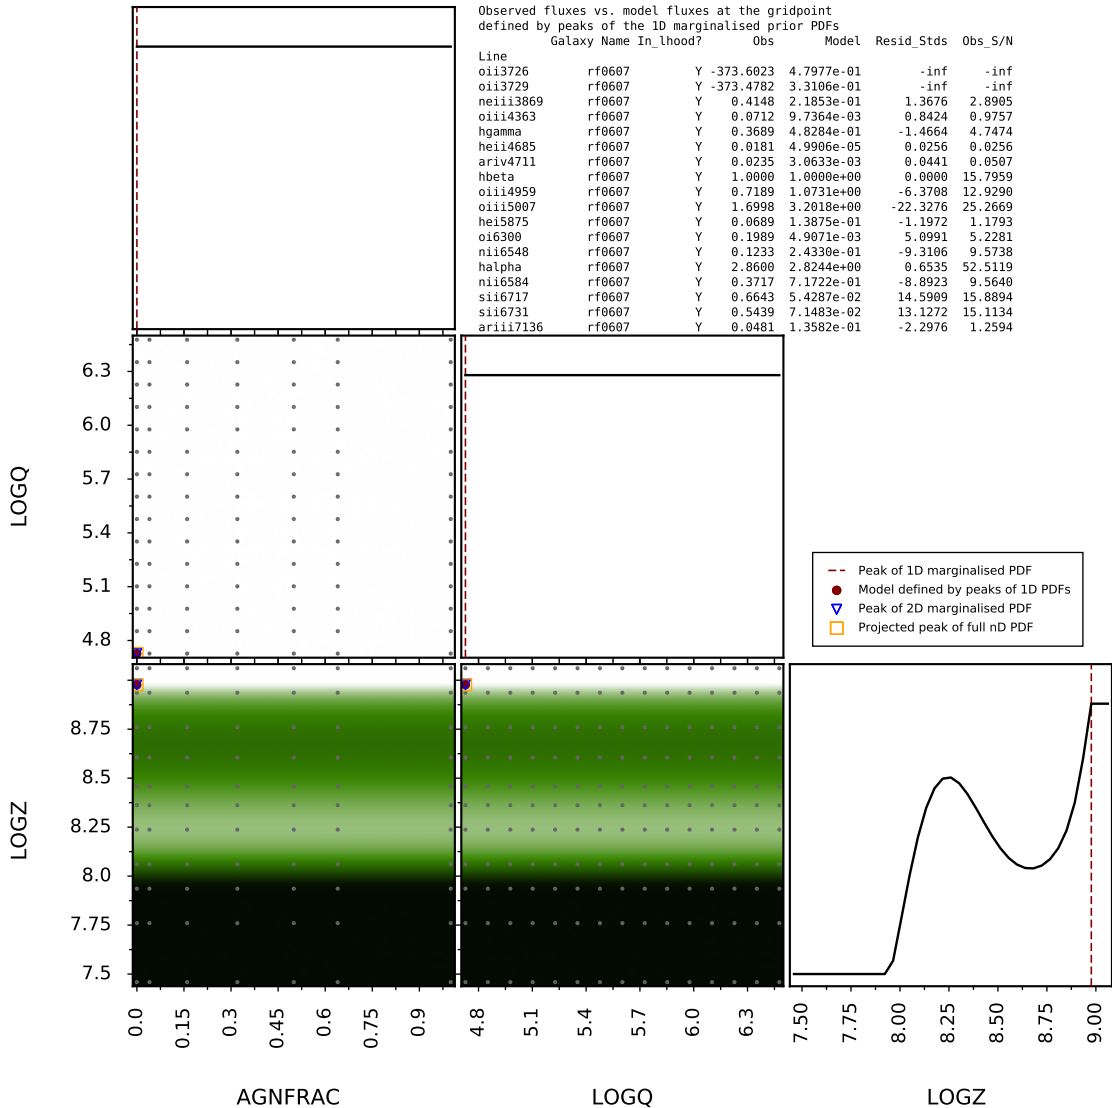 Observed fluxes vs. model fluxes at the gridpoint
defined by peaks of the 1D marginalised prior PDFs
Galaxy Name In_lhood? Obs Model Resid_Stds Obs_S/N
Line
oii3726 rf0607 Y -373.6023 4.7977e-01 -inf -inf
oii3729 rf0607 Y -373.4782 3.3106e-01 -inf -inf
neiii3869 rf0607 Y 0.4148 2.1853e-01 1.3676 2.8905
oiii4363 rf0607 Y 0.0712 9.7364e-03 0.8424 0.9757
hgamma rf0607 Y 0.3689 4.8284e-01 -1.4664 4.7474
heii4685 rf0607 Y 0.0181 4.9906e-05 0.0256 0.0256
ariv4711 rf0607 Y 0.0235 3.0633e-03 0.0441 0.0507
hbeta rf0607 Y 1.0000 1.0000e+00 0.0000 15.7959
oiii4959 rf0607 Y 0.7189 1.0731e+00 -6.3708 12.9290
oiii5007 rf0607 Y 1.6998 3.2018e+00 -22.3276 25.2669
hei5875 rf0607 Y 0.0689 1.3875e-01 -1.1972 1.1793
oi6300 rf0607 Y 0.1989 4.9071e-03 5.0991 5.2281
nii6548 rf0607 Y 0.1233 2.4330e-01 -9.3106 9.5738
halpha rf0607 Y 2.8600 2.8244e+00 0.6535 52.5119
nii6584 rf0607 Y 0.3717 7.1722e-01 -8.8923 9.5640
sii6717 rf0607 Y 0.6643 5.4287e-02 14.5909 15.8894
sii6731 rf0607 Y 0.5439 7.1483e-02 13.1272 15.1134
ariii7136 rf0607 Y 0.0481 1.3582e-01 -2.2976 1.2594
LOGQ
6.3
6.0
5.7
5.4
5.1
4.8
Peak of 1D marginalised PDF
Model defined by peaks of 1D PDFs
Peak of 2D marginalised PDF
Projected peak of full nD PDF
LOGZ
8.75
8.5
8.25
8.0
7.75
7.5
0.0 0.15 0.3 0.45 0.6 0.75 0.9
4.8 5.1 5.4 5.7 6.0 6.3
7.50 7.75 8.00 8.25 8.50 8.75 9.00
AGNFRAC LOGQ LOGZ